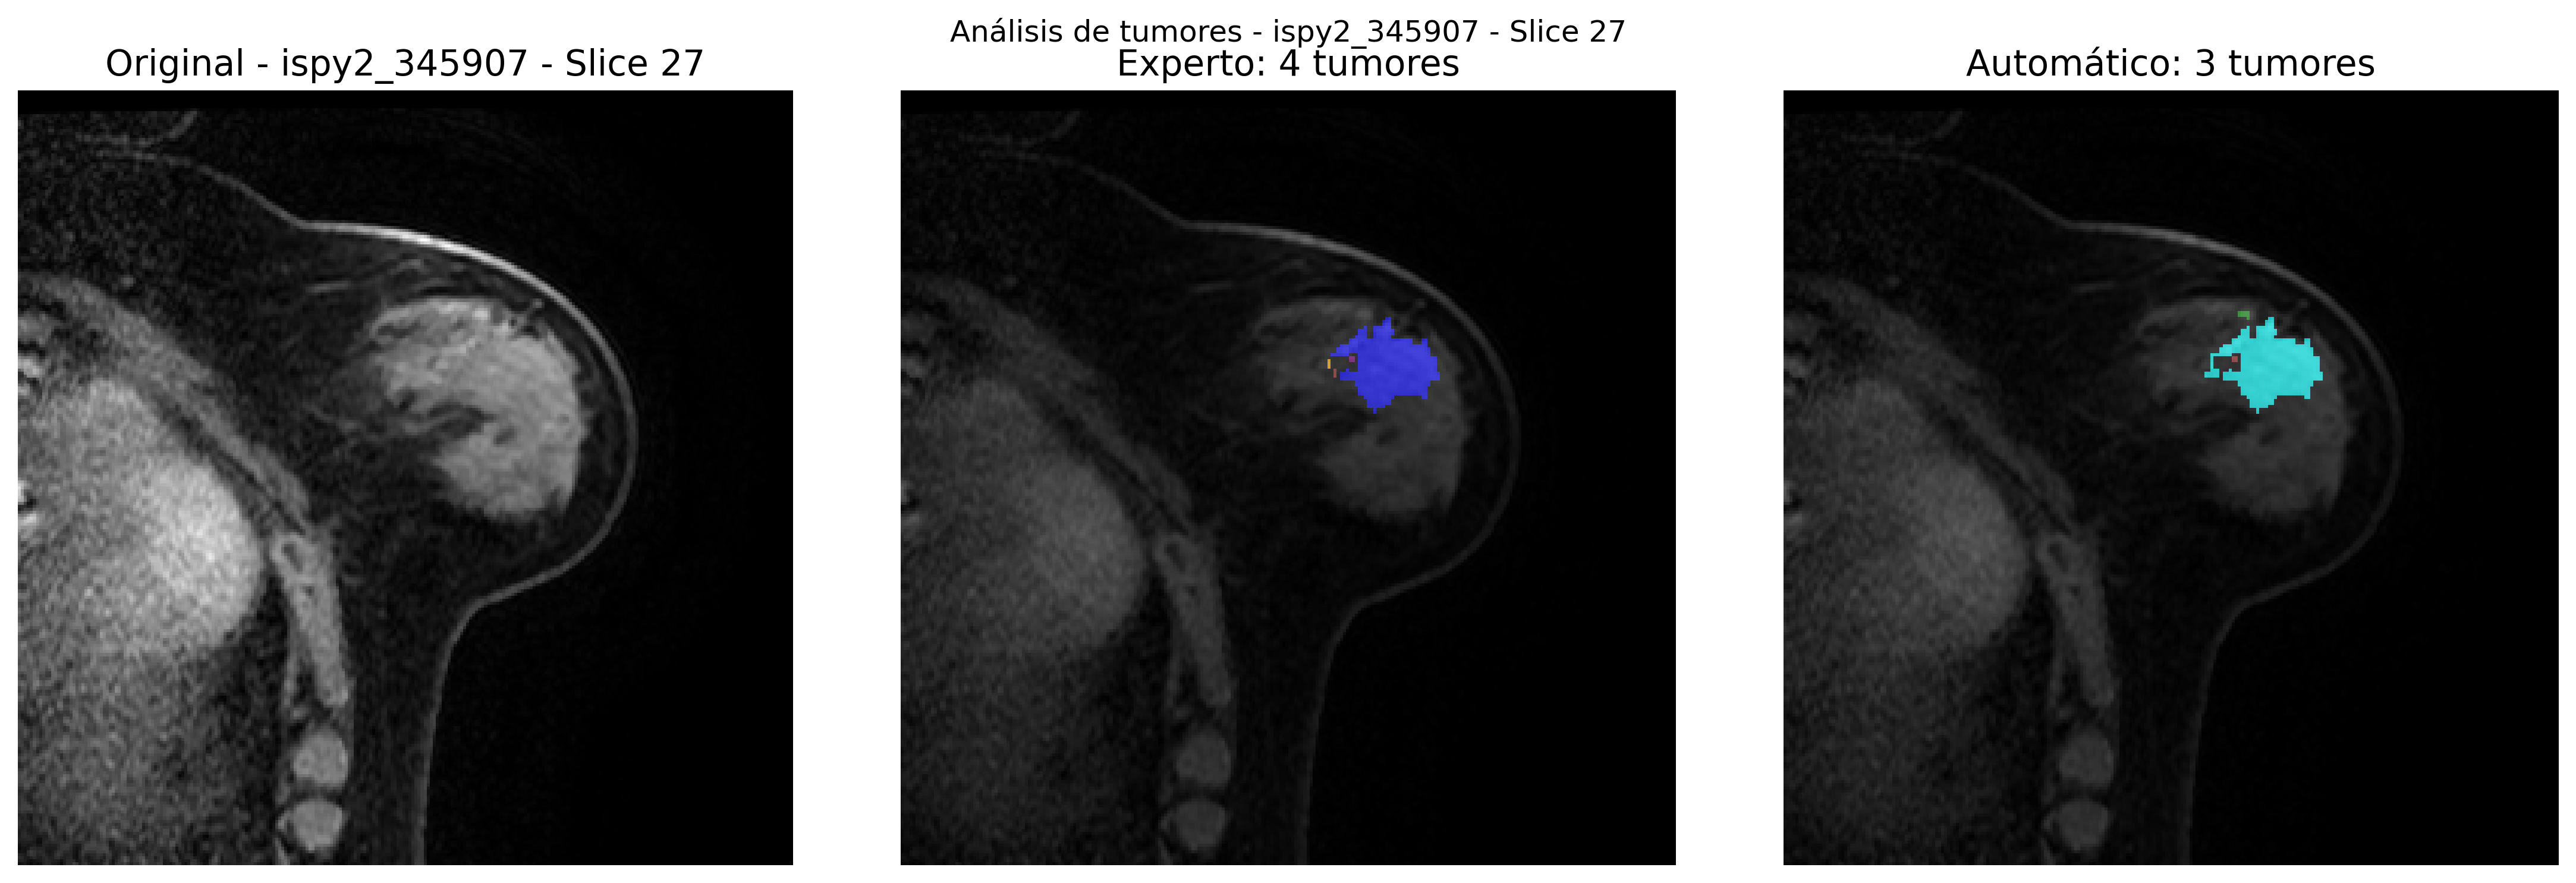 Análisis de tumores - ispy2_345907 - Slice 27
Original - ispy2_345907 - Slice 27
Experto: 4 tumores
Automático: 3 tumores